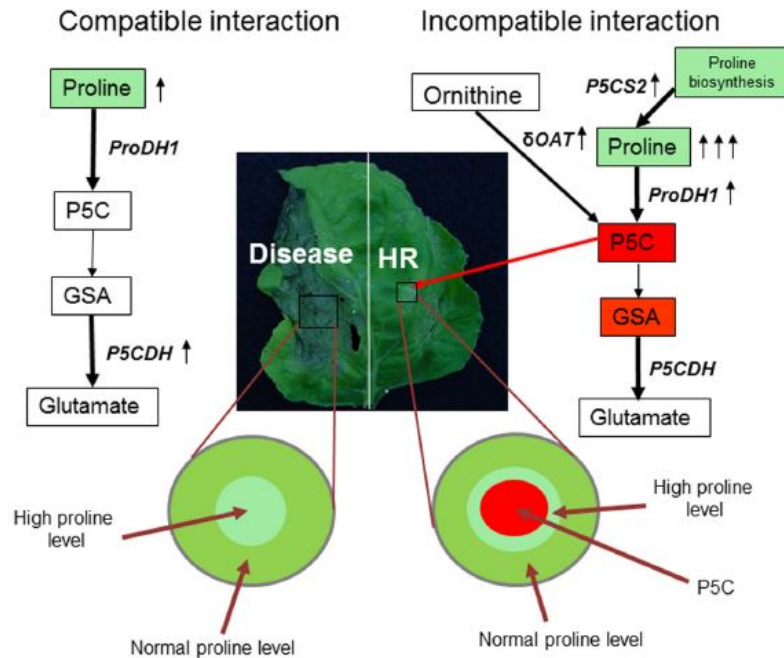 Compatible interaction
Proline ↑
ProDH1
P5C
GSA
P5CDH ↑
Glutamate
Incompatible interaction
Proline
biosynthesis
P5CS2 ↑
Ornithine
δOAT ↑
Proline ↑↑↑
ProDH1 ↑
P5C
GSA
P5CDH
Glutamate
Disease
HR
High proline
level
Normal proline level
High proline
level
P5C
Normal proline level